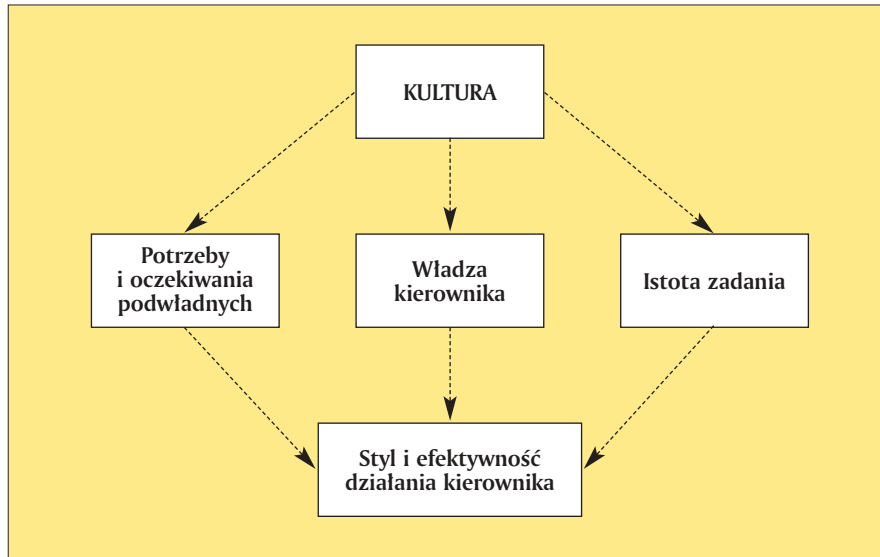 KULTURA
Potrzeby
i oczekiwania
podwładnych
Władza
kierownika
Istota zadania
Styl i efektywność
działania kierownika